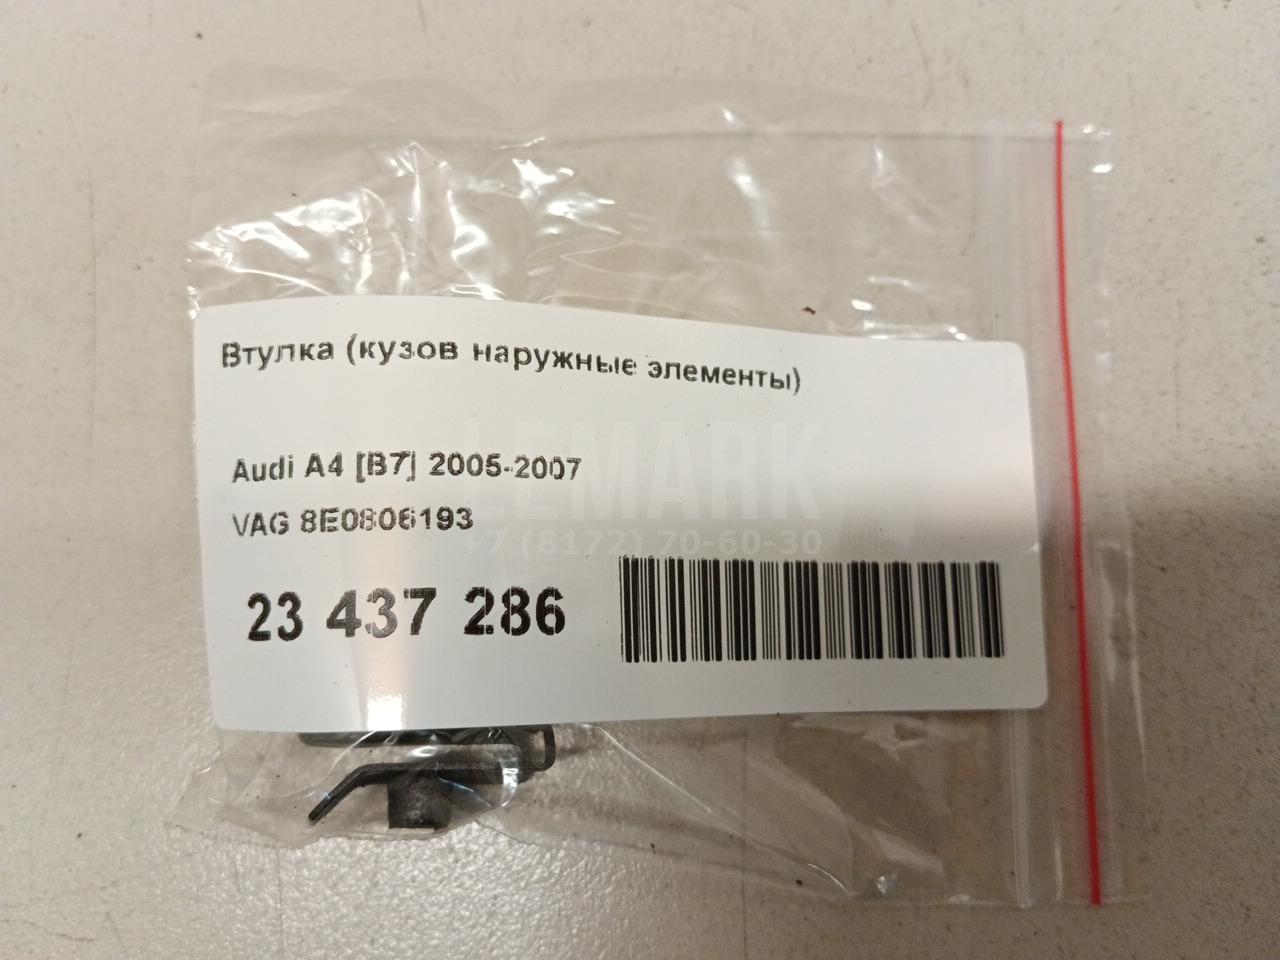 Втулка (кузов наружные элементы)
Audi A4 [B7] 2005-2007
VAG 8E0806193
LEMARK
+7 (8172) 70-60-30
23 437 286